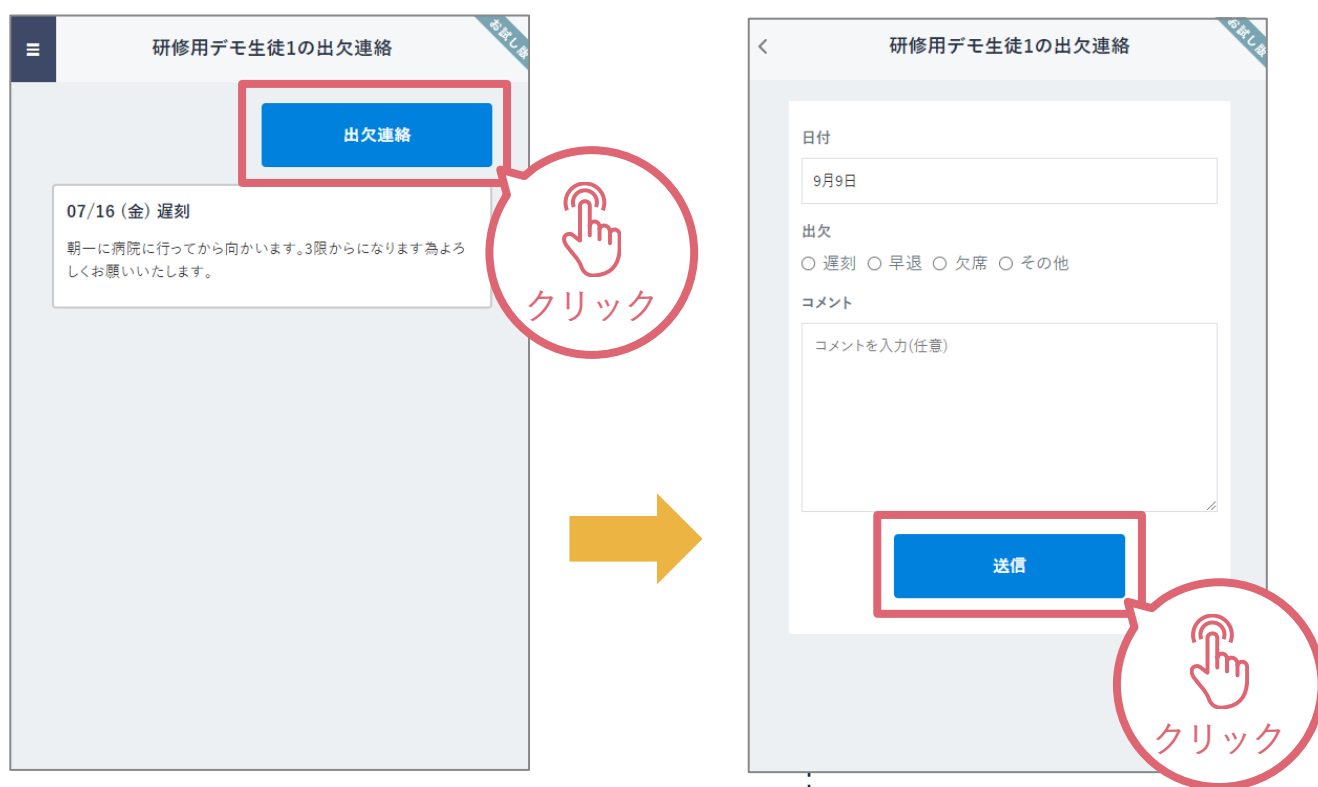 研修用デモ生徒1の出欠連絡
お試し版
出欠連絡
07/16 (金) 遅刻
朝一に病院に行ってから向かいます。3限からになります為よろ
しくお願いいたします。
クリック
研修用デモ生徒1の出欠連絡
お試し版
日付
9月9日
出欠
遅刻 早退 欠席 その他
コメント
コメントを入力(任意)
送信
クリック